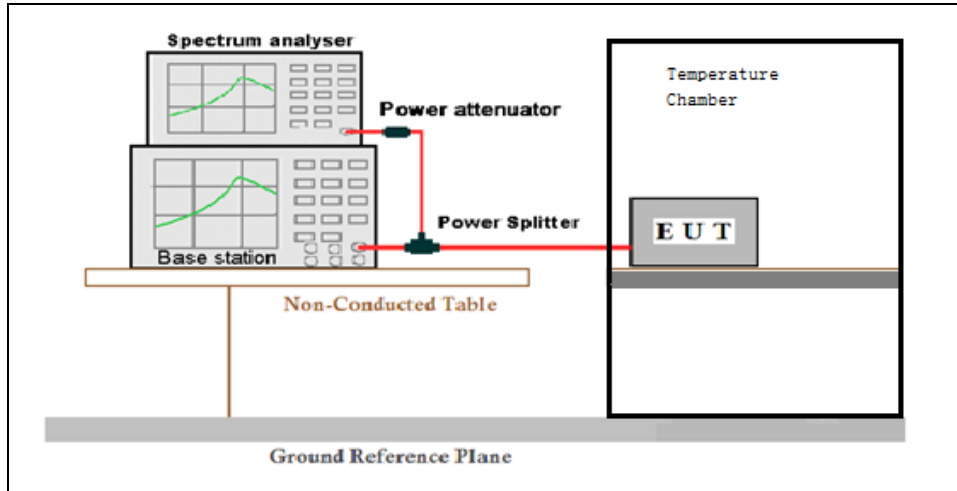 Spectrum analyser
Temperature
Chamber
Power attenuator
Power Splitter
E U T
Base station
Non-Conducted Table
Ground Reference Plane